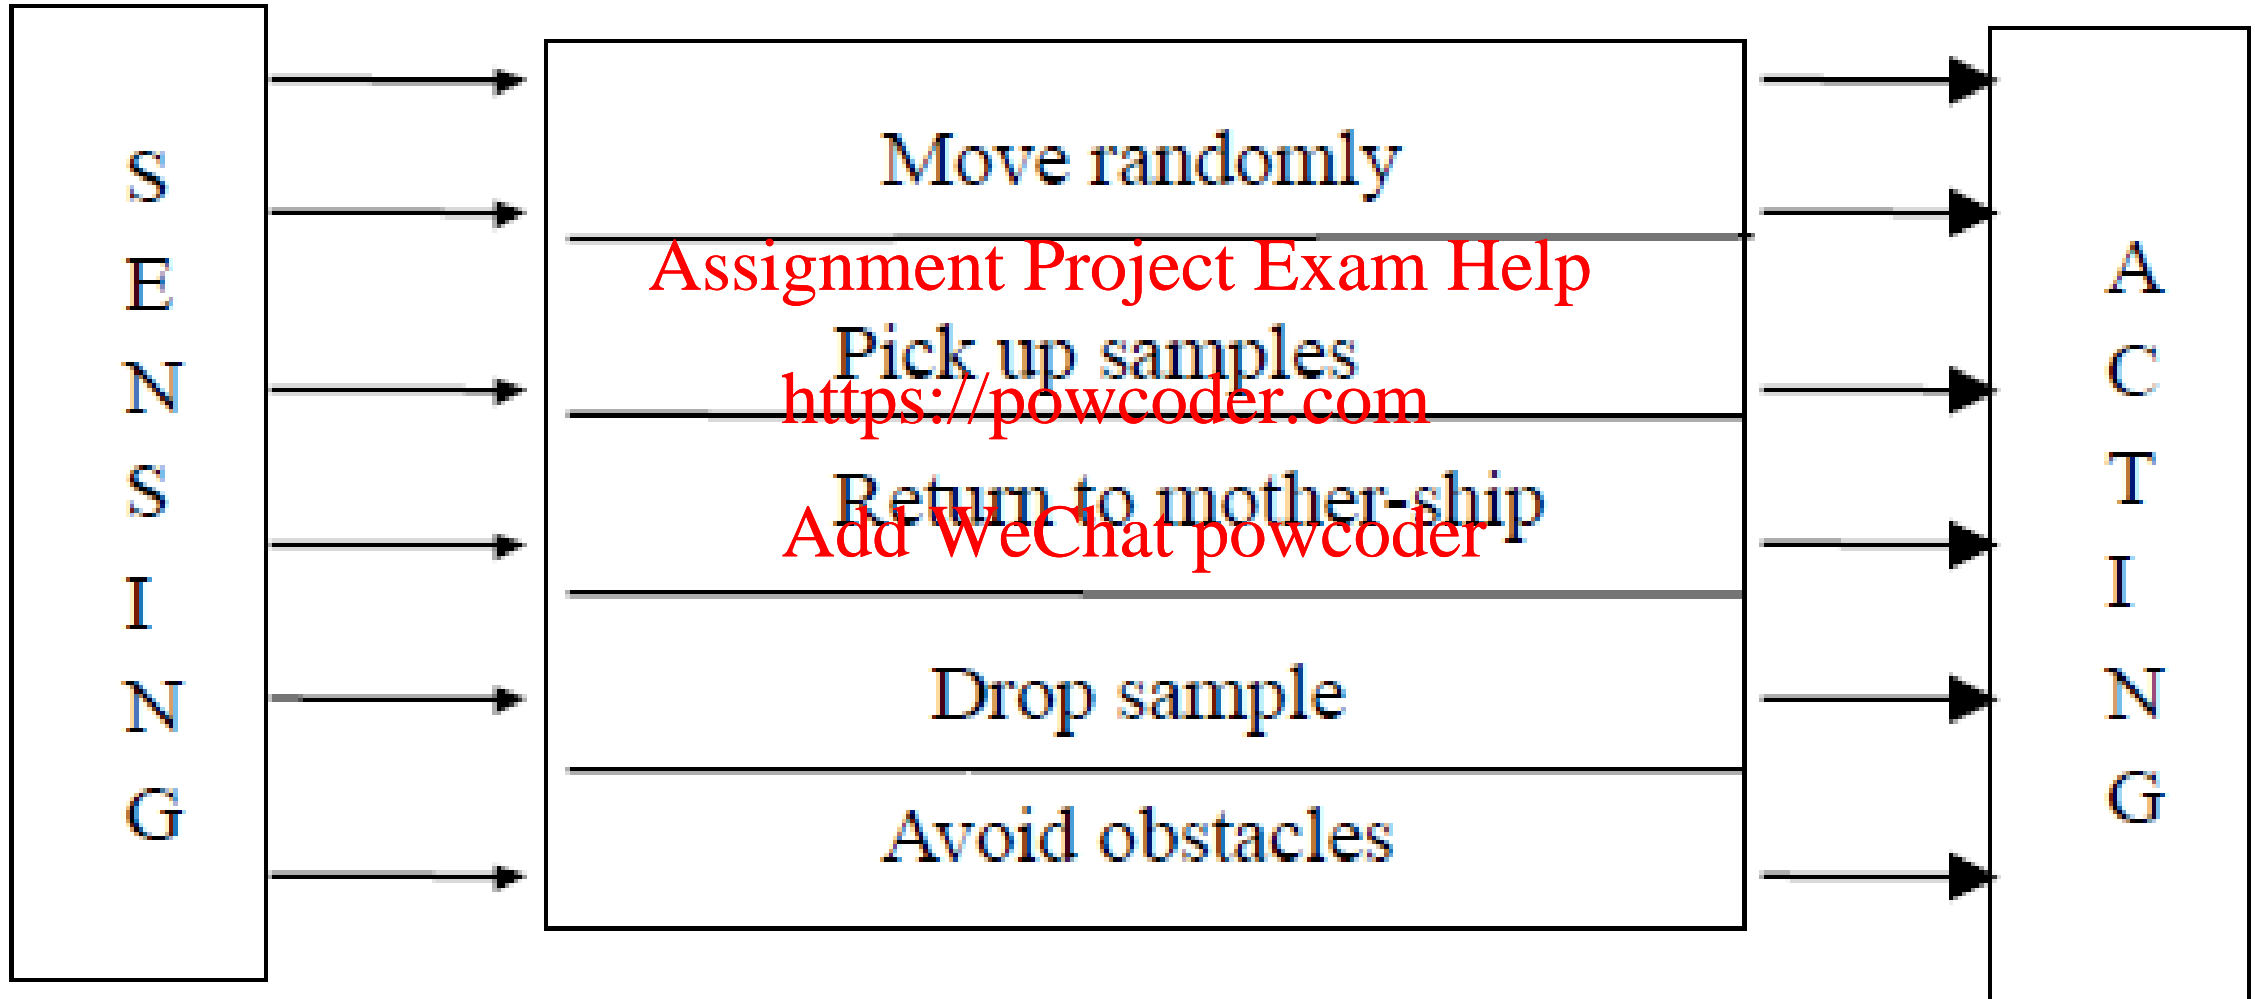 S
E
N
S
I
N
G
Move randomly
Assignment Project Exam Help
Pick up samples
https://powcoder.com
Return to mother-ship
Add WeChat powcoder
Drop sample
Avoid obstacles
A
C
T
I
N
G